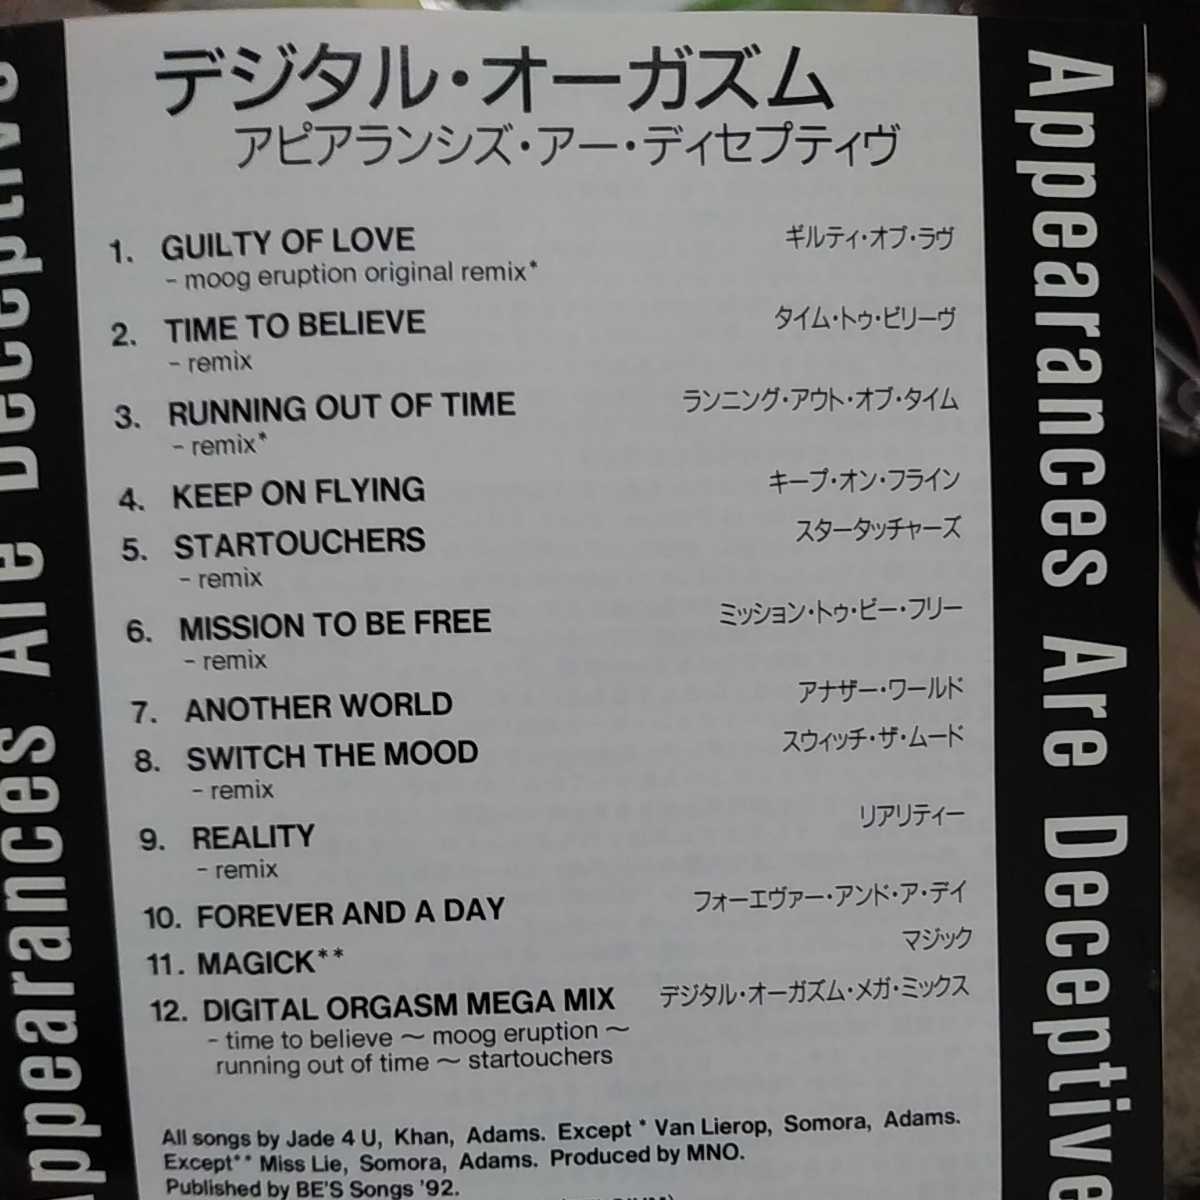 デジタル・オーガズム
アピアランシズ・アー・ディセプティヴ
1. GUILTY OF LOVE ギルティ・オブ・ラヴ
- moog eruption original remix*
2. TIME TO BELIEVE タイム・トゥ・ビリーヴ
- remix
3. RUNNING OUT OF TIME ランニング・アウト・オブ・タイム
- remix*
4. KEEP ON FLYING キープ・オン・フライン
5. STARTOUCHERS スタータッチャーズ
- remix
6. MISSION TO BE FREE ミッション・トゥ・ビー・フリー
- remix
7. ANOTHER WORLD アナザー・ワールド
8. SWITCH THE MOOD スウィッチ・ザ・ムード
- remix
9. REALITY リアリティー
- remix
10. FOREVER AND A DAY フォーエヴァー・アンド・ア・デイ
11. MAGICK** マジック
12. DIGITAL ORGASM MEGA MIX デジタル・オーガズム・メガ・ミックス
- time to believe ～ moog eruption ～
running out of time ～ startouchers
All songs by Jade 4 U, Khan, Adams. Except * Van Lierop, Somora, Adams.
Except** Miss Lie, Somora, Adams. Produced by MNO.
Published by BE'S Songs '92.
Appearances Are Deceptive
Appearances Are Deceptive